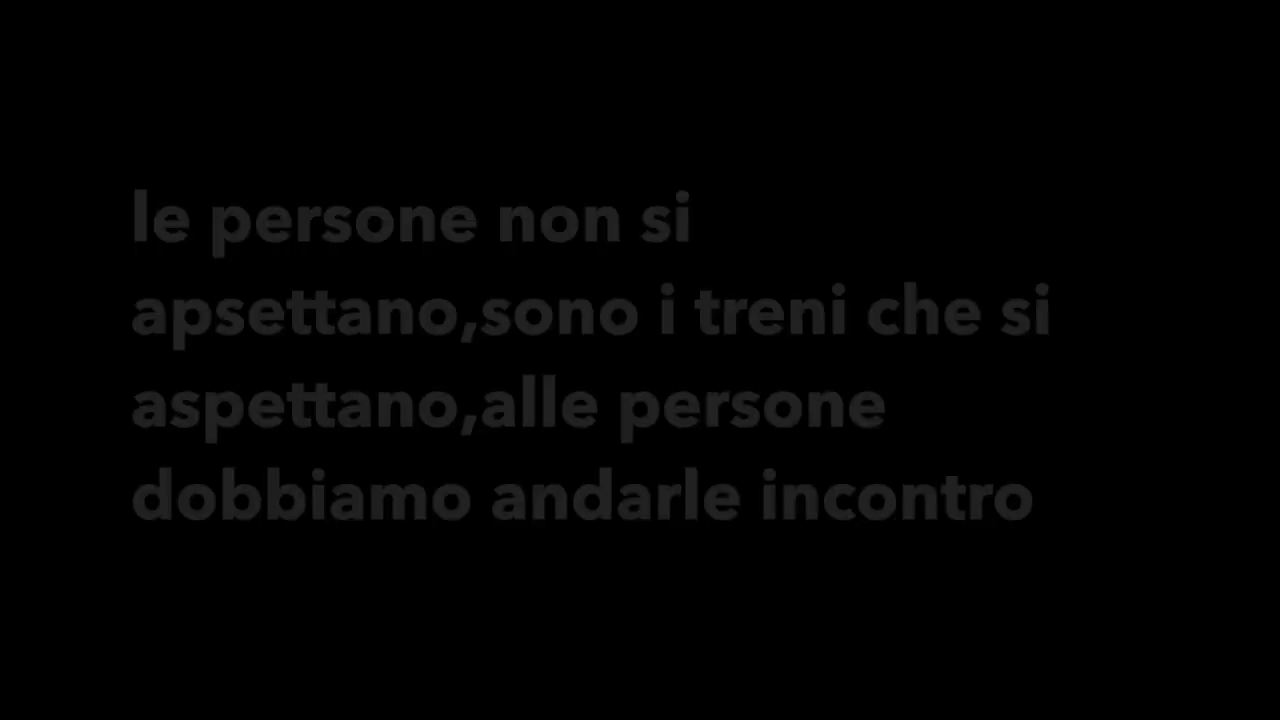 le persone non si
apsettano,sono i treni che si
aspettano,alle persone
dobbiamo andarle incontro